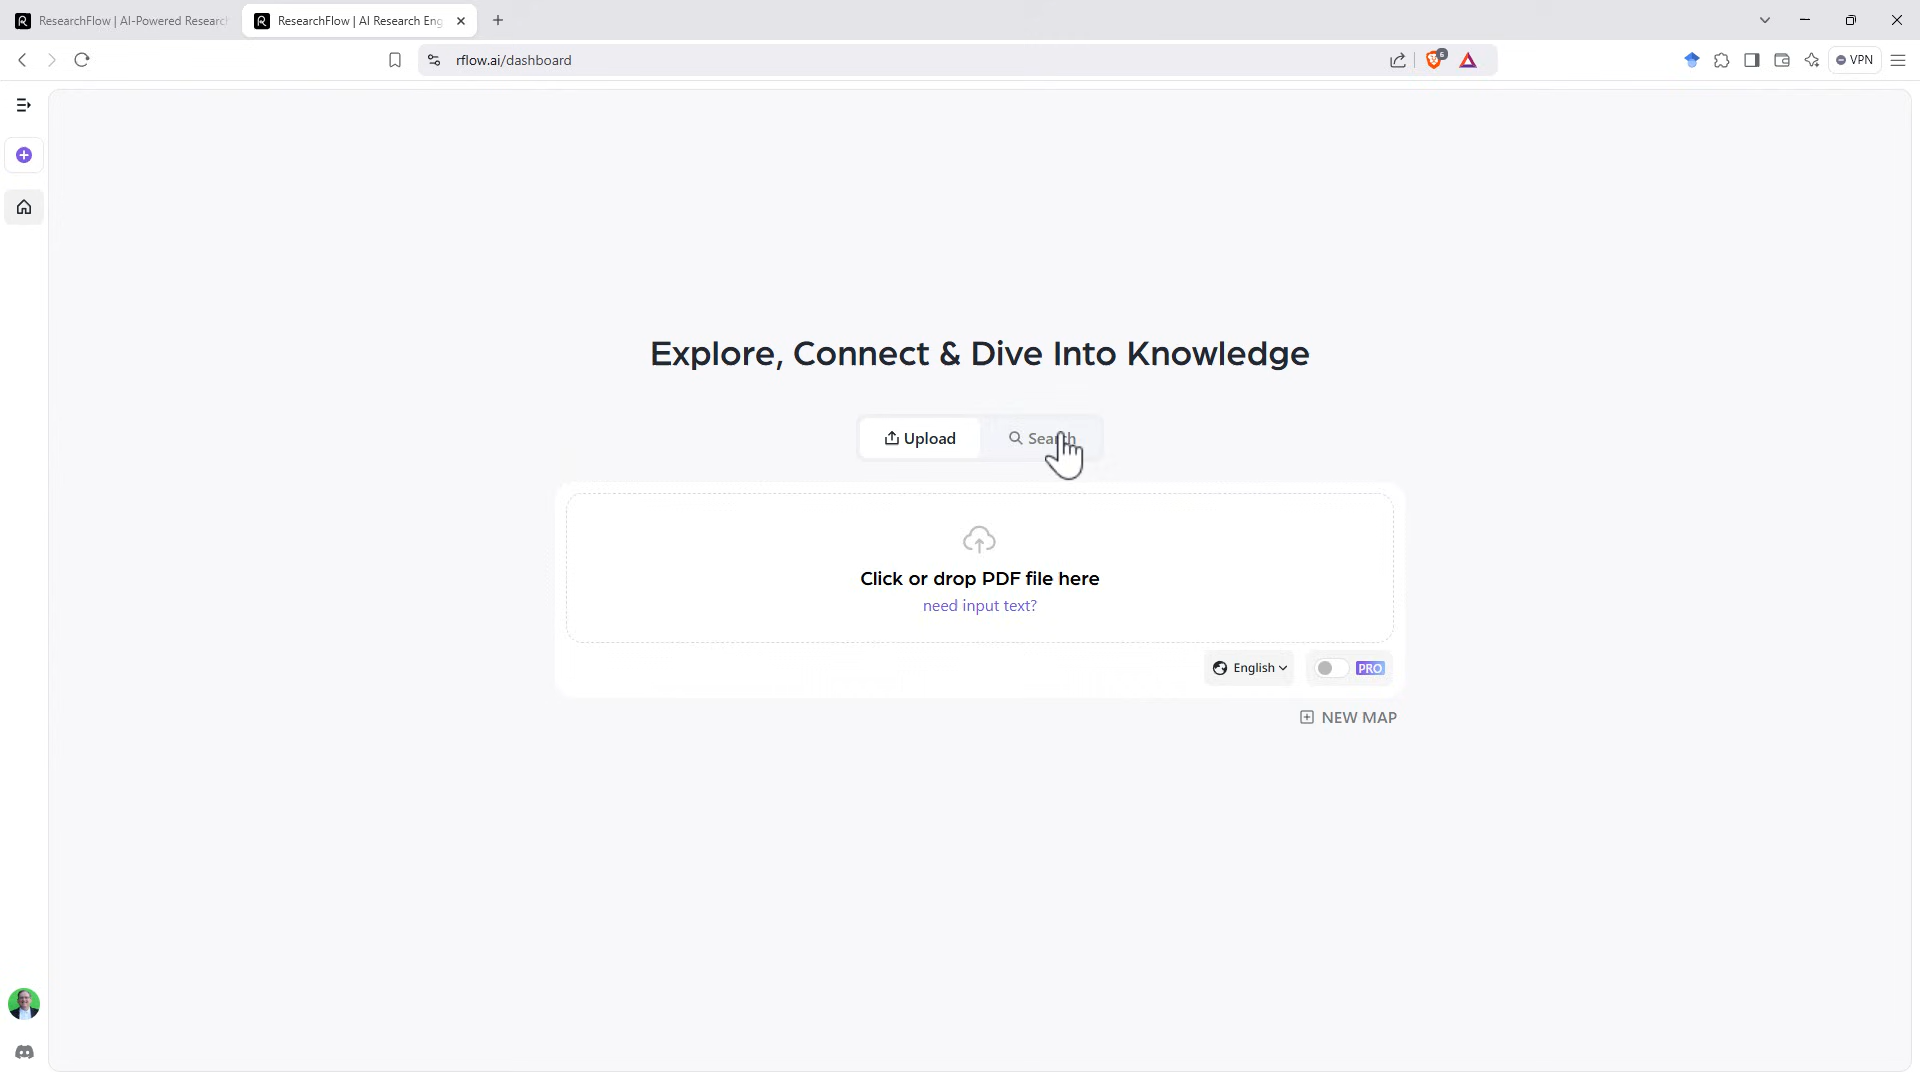 ResearchFlow | AI-Powered Research
ResearchFlow | AI Research Eng
rflow.ai/dashboard
6
VPN
Explore, Connect & Dive Into Knowledge
Upload
Search
Click or drop PDF file here
need input text?
English
PRO
NEW MAP